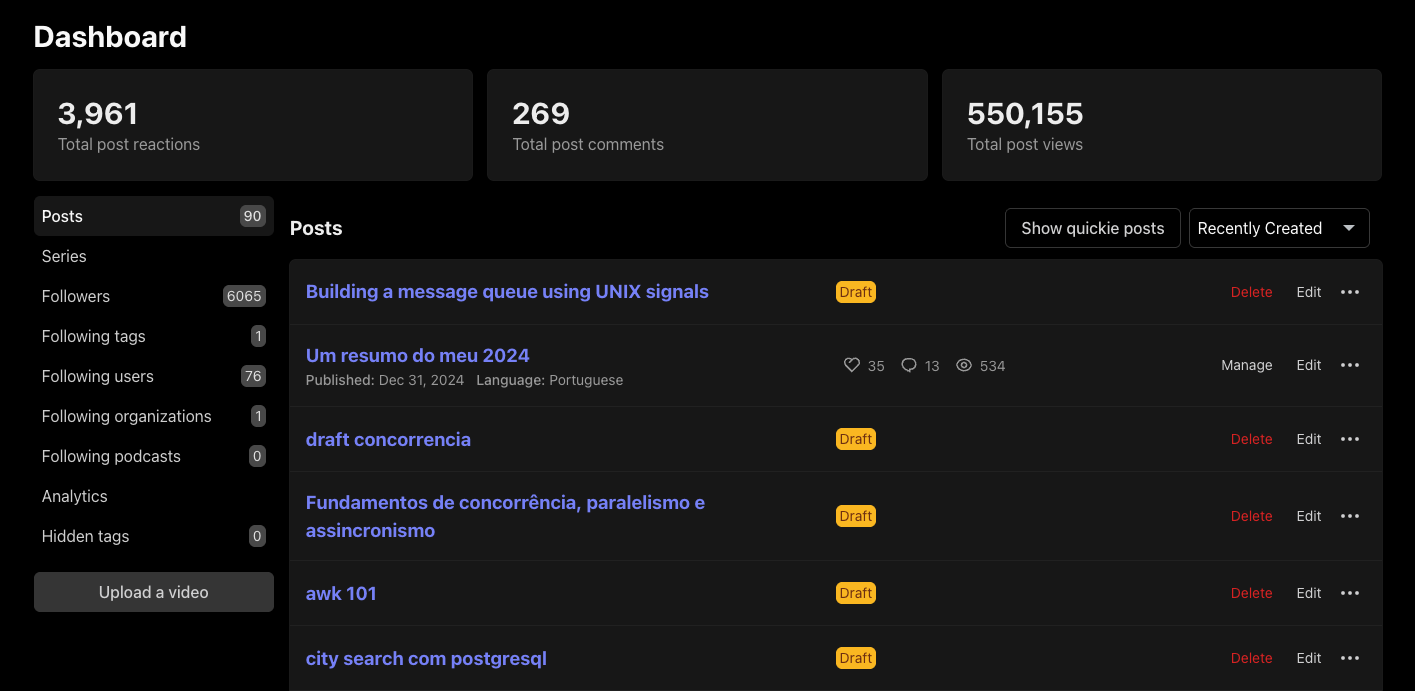 Dashboard
3,961
Total post reactions
269
Total post comments
550,155
Total post views
Posts 90
Series
Followers 6065
Following tags 1
Following users 76
Following organizations 1
Following podcasts 0
Analytics
Hidden tags 0
Upload a video
Posts
Show quickie posts
Recently Created
Building a message queue using UNIX signals
Draft
Delete Edit
Um resumo do meu 2024
Published: Dec 31, 2024 Language: Portuguese
35 13 534
Manage Edit
draft concorrencia
Draft
Delete Edit
Fundamentos de concorrência, paralelismo e
assincronismo
Draft
Delete Edit
awk 101
Draft
Delete Edit
city search com postgresql
Draft
Delete Edit